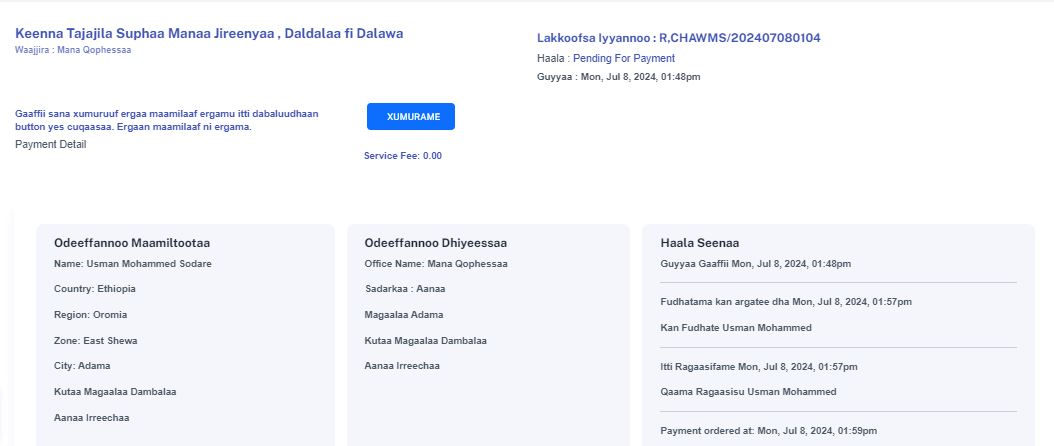 Keenna Tajajila Suphaa Manaa Jireenyaa , Daldalaa fi Dalawa
Waajjira : Mana Qophessaa
Lakkoofsa Iyyannoo : R,CHAWMS/202407080104
Haala : Pending For Payment
Guyyaa : Mon, Jul 8, 2024, 01:48pm
Gaaffii sana xumuruuf ergaa maamilaaf ergamu itti dabaluudhaan
button yes cuqaasaa. Ergaan maamilaaf ni ergama.
XUMURAME
Payment Detail
Service Fee: 0.00
Odeeffannoo Maamiltootaa
Name: Usman Mohammed Sodare
Country: Ethiopia
Region: Oromia
Zone: East Shewa
City: Adama
Kutaa Magaalaa Dambalaa
Aanaa Irreechaa
Odeeffannoo Dhiyeessaa
Office Name: Mana Qophessaa
Sadarkaa : Aanaa
Magaalaa Adama
Kutaa Magaalaa Dambalaa
Aanaa Irreechaa
Haala Seenaa
Guyyaa Gaaffii Mon, Jul 8, 2024, 01:48pm
Fudhatama kan argatee dha Mon, Jul 8, 2024, 01:57pm
Kan Fudhate Usman Mohammed
Itti Ragaasifame Mon, Jul 8, 2024, 01:57pm
Qaama Ragaasisu Usman Mohammed
Payment ordered at: Mon, Jul 8, 2024, 01:59pm